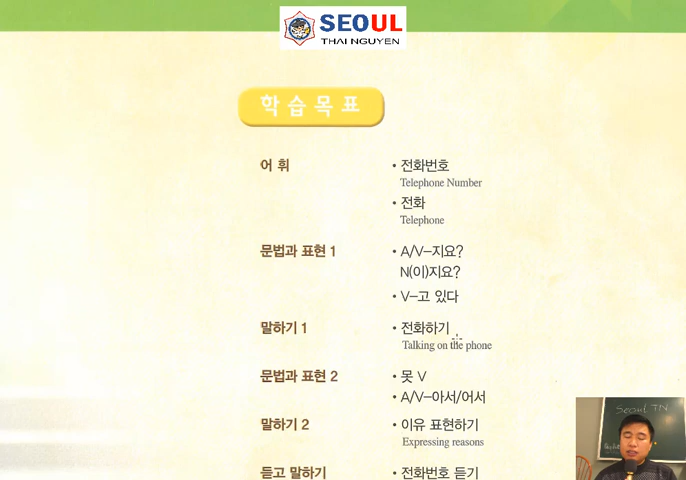 SEOUL
THAI NGUYEN
학습목표
어 휘
• 전화번호
Telephone Number
• 전화
Telephone
문법과 표현 1
• A/V-지요?
N(이)지요?
• V-고 있다
말하기 1
• 전화하기
Talking on the phone
문법과 표현 2
• 못 V
• A/V-아서/어서
말하기 2
• 이유 표현하기
Expressing reasons
듣고 말하기
• 전화번호 듣기
Seoul TN